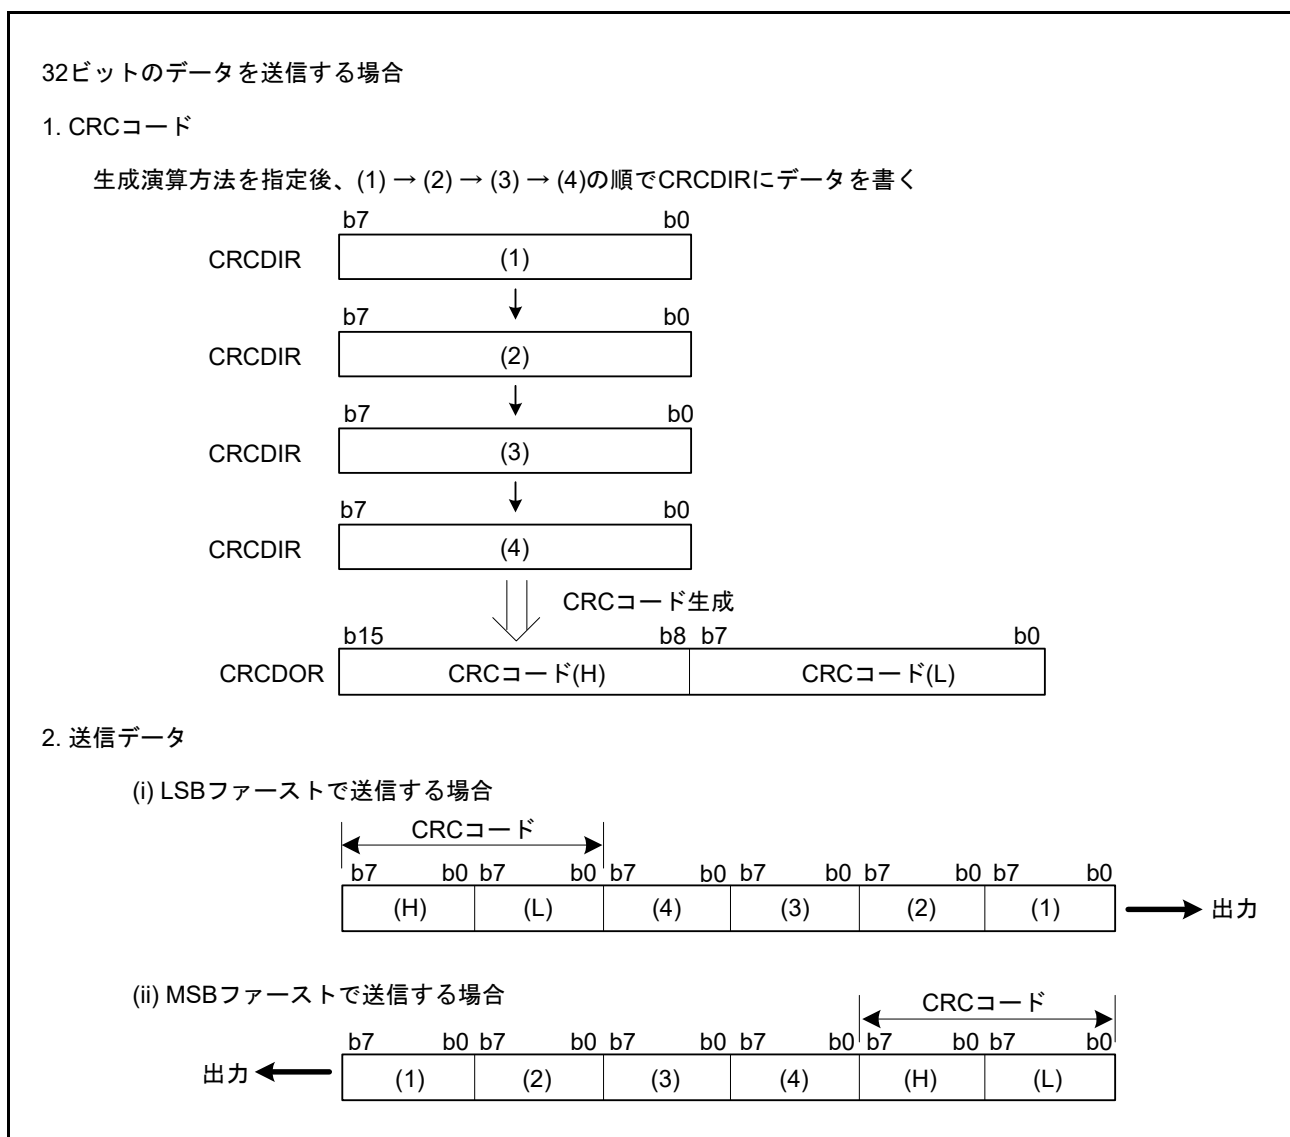 32ビットのデータを送信する場合
1. CRCコード
生成演算方法を指定後、(1) → (2) → (3) → (4)の順でCRCDIRにデータを書く
b7 b0
CRCDIR (1)
b7 b0
CRCDIR (2)
b7 b0
CRCDIR (3)
b7 b0
CRCDIR (4)
CRCコード生成
b15 b8 b7 b0
CRCDOR CRCコード(H) CRCコード(L)
2. 送信データ
(i) LSBファーストで送信する場合
CRCコード
b7 b0 b7 b0 b7 b0 b7 b0 b7 b0 b7 b0
(H) (L) (4) (3) (2) (1) 出力
(ii) MSBファーストで送信する場合
CRCコード
b7 b0 b7 b0 b7 b0 b7 b0 b7 b0 b7 b0
出力 (1) (2) (3) (4) (H) (L)